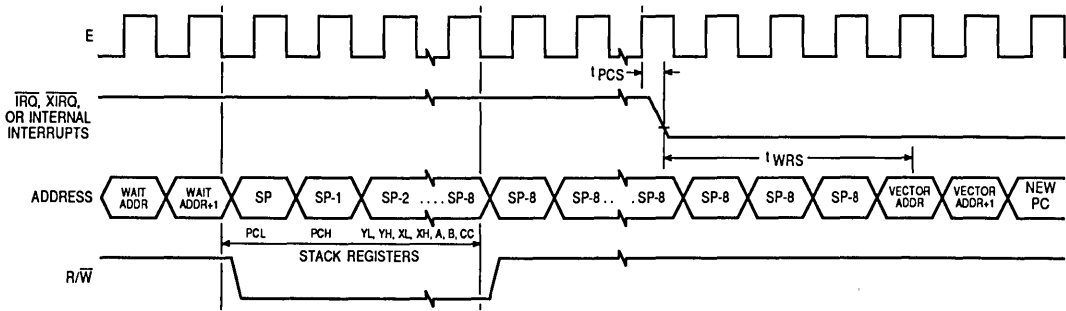 E
t PCS
IRQ, XIRQ,
OR INTERNAL
INTERRUPTS
t WRS
ADDRESS
WAIT ADDR
WAIT ADDR+1
SP
SP-1
SP-2 .... SP-8
SP-8
SP-8.. . .SP-8
SP-8
SP-8
SP-8
VECTOR ADDR
VECTOR ADDR+1
NEW PC
PCL
PCH
YL, YH, XL, XH, A, B, CC
STACK REGISTERS
R/W